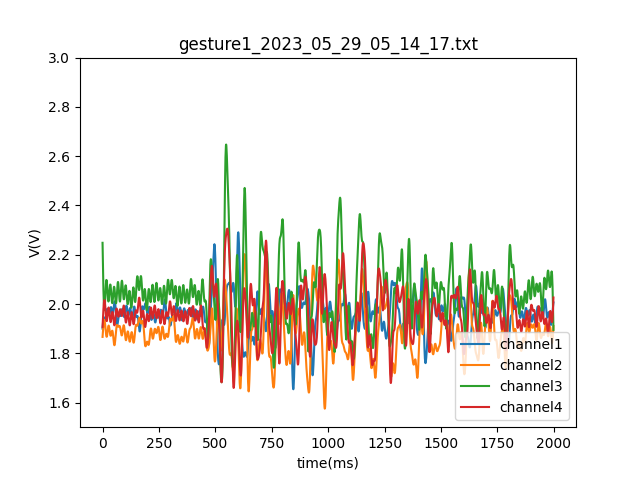 gesture1_2023_05_29_05_14_17.txt
3.0
2.8
2.6
2.4
2.2
2.0
1.8
1.6
V(V)
channel1
channel2
channel3
channel4
0 250 500 750 1000 1250 1500 1750 2000
time(ms)